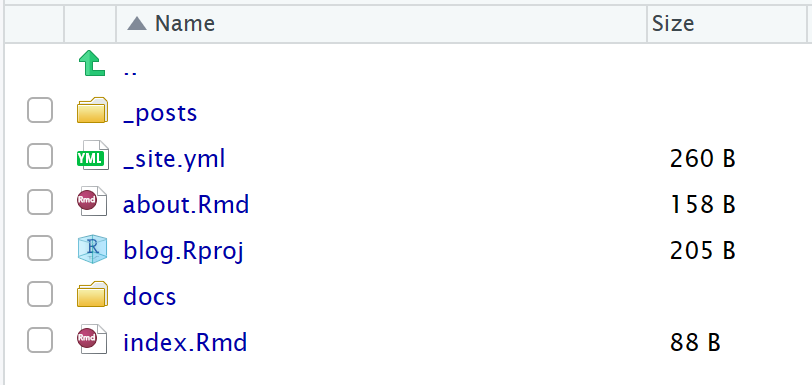 Name Size
..
_posts
YML _site.yml 260 B
Rmd about.Rmd 158 B
R blog.Rproj 205 B
docs
Rmd index.Rmd 88 B